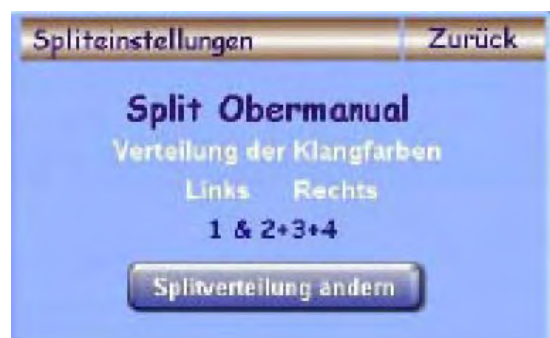 Spliteinstellungen Zurück
Split Obermanual
Verteilung der Klangfarben
Links Rechts
1 & 2+3+4
Splitverteilung ändern